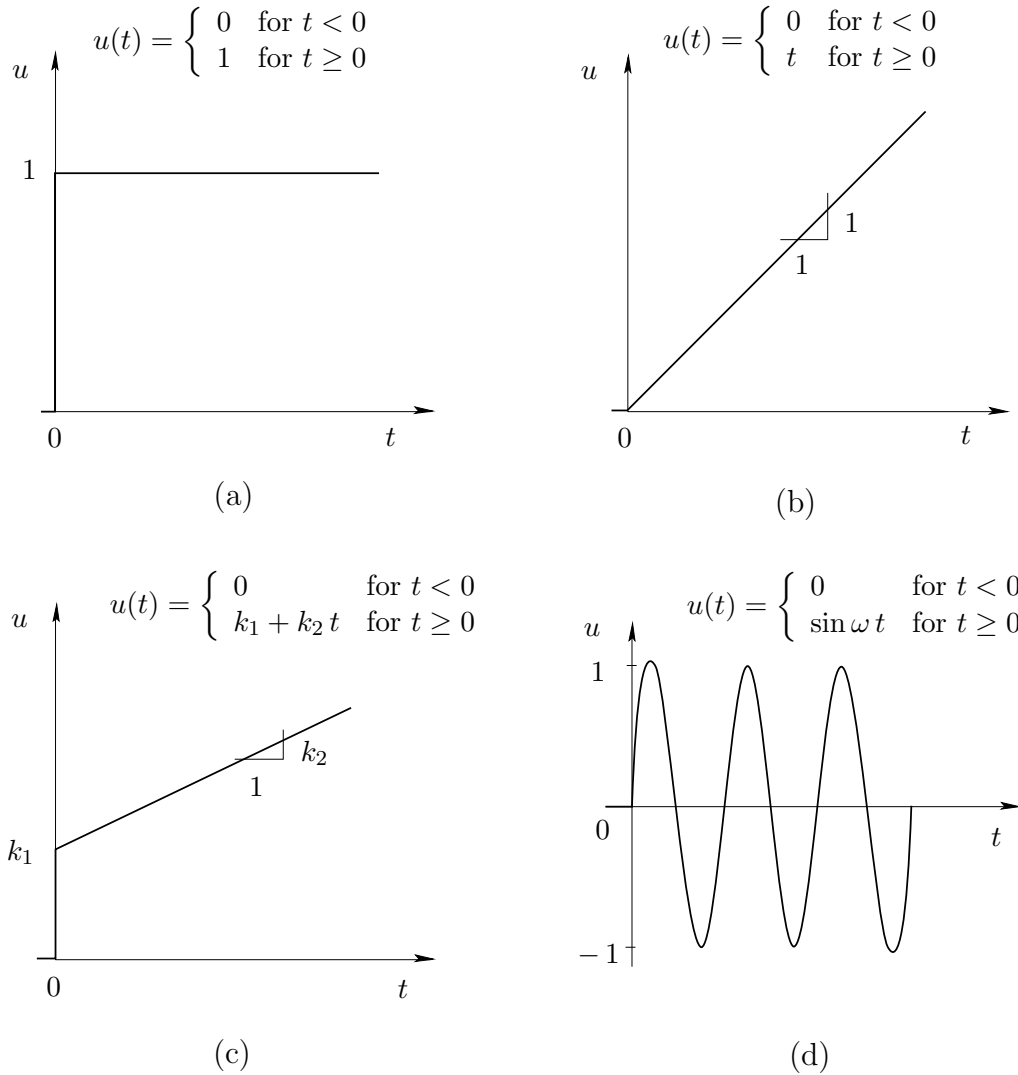 u(t) = { 0 for t < 0
1 for t ≥ 0
u
1
0
t
(a)
u(t) = { 0 for t < 0
t for t ≥ 0
u
1
1
0
t
(b)
u(t) = { 0 for t < 0
k₁ + k₂ t for t ≥ 0
u
k₂
1
k₁
0
t
(c)
u(t) = { 0 for t < 0
sin ω t for t ≥ 0
u
1
0
t
−1
(d)